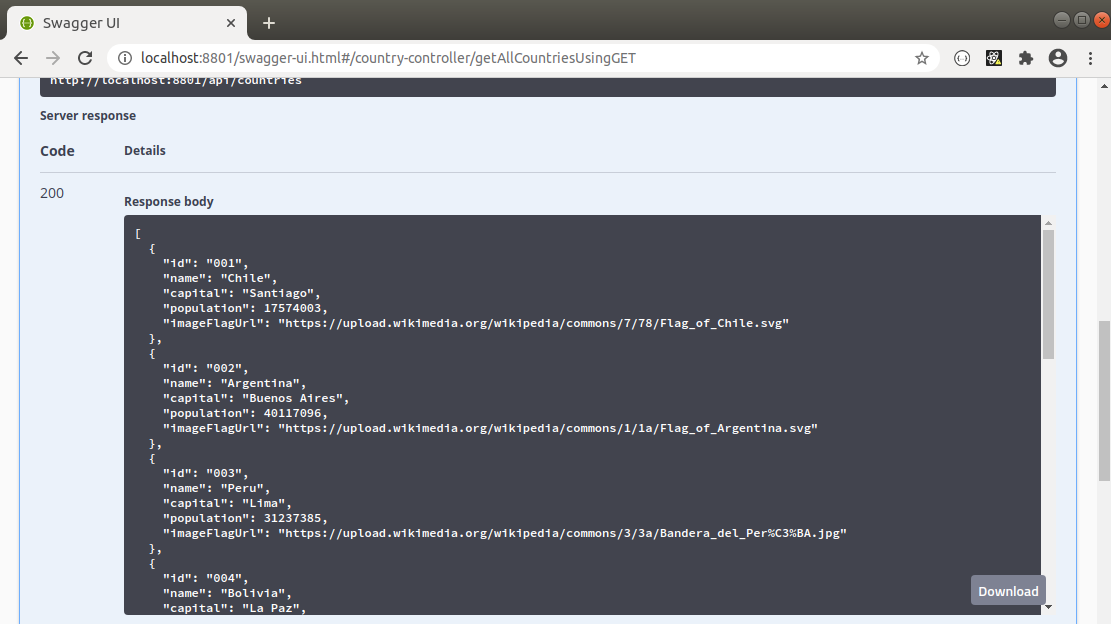 Swagger UI
localhost:8801/swagger-ui.html#/country-controller/getAllCountriesUsingGET
http://localhost:8801/api/countries
Server response
Code Details
200
Response body
[
  {
    "id": "001",
    "name": "Chile",
    "capital": "Santiago",
    "population": 17574003,
    "imageFlagUrl": "https://upload.wikimedia.org/wikipedia/commons/7/78/Flag_of_Chile.svg"
  },
  {
    "id": "002",
    "name": "Argentina",
    "capital": "Buenos Aires",
    "population": 40117096,
    "imageFlagUrl": "https://upload.wikimedia.org/wikipedia/commons/1/1a/Flag_of_Argentina.svg"
  },
  {
    "id": "003",
    "name": "Peru",
    "capital": "Lima",
    "population": 31237385,
    "imageFlagUrl": "https://upload.wikimedia.org/wikipedia/commons/3/3a/Bandera_del_Per%C3%BA.jpg"
  },
  {
    "id": "004",
    "name": "Bolivia",
    "capital": "La Paz",
Download